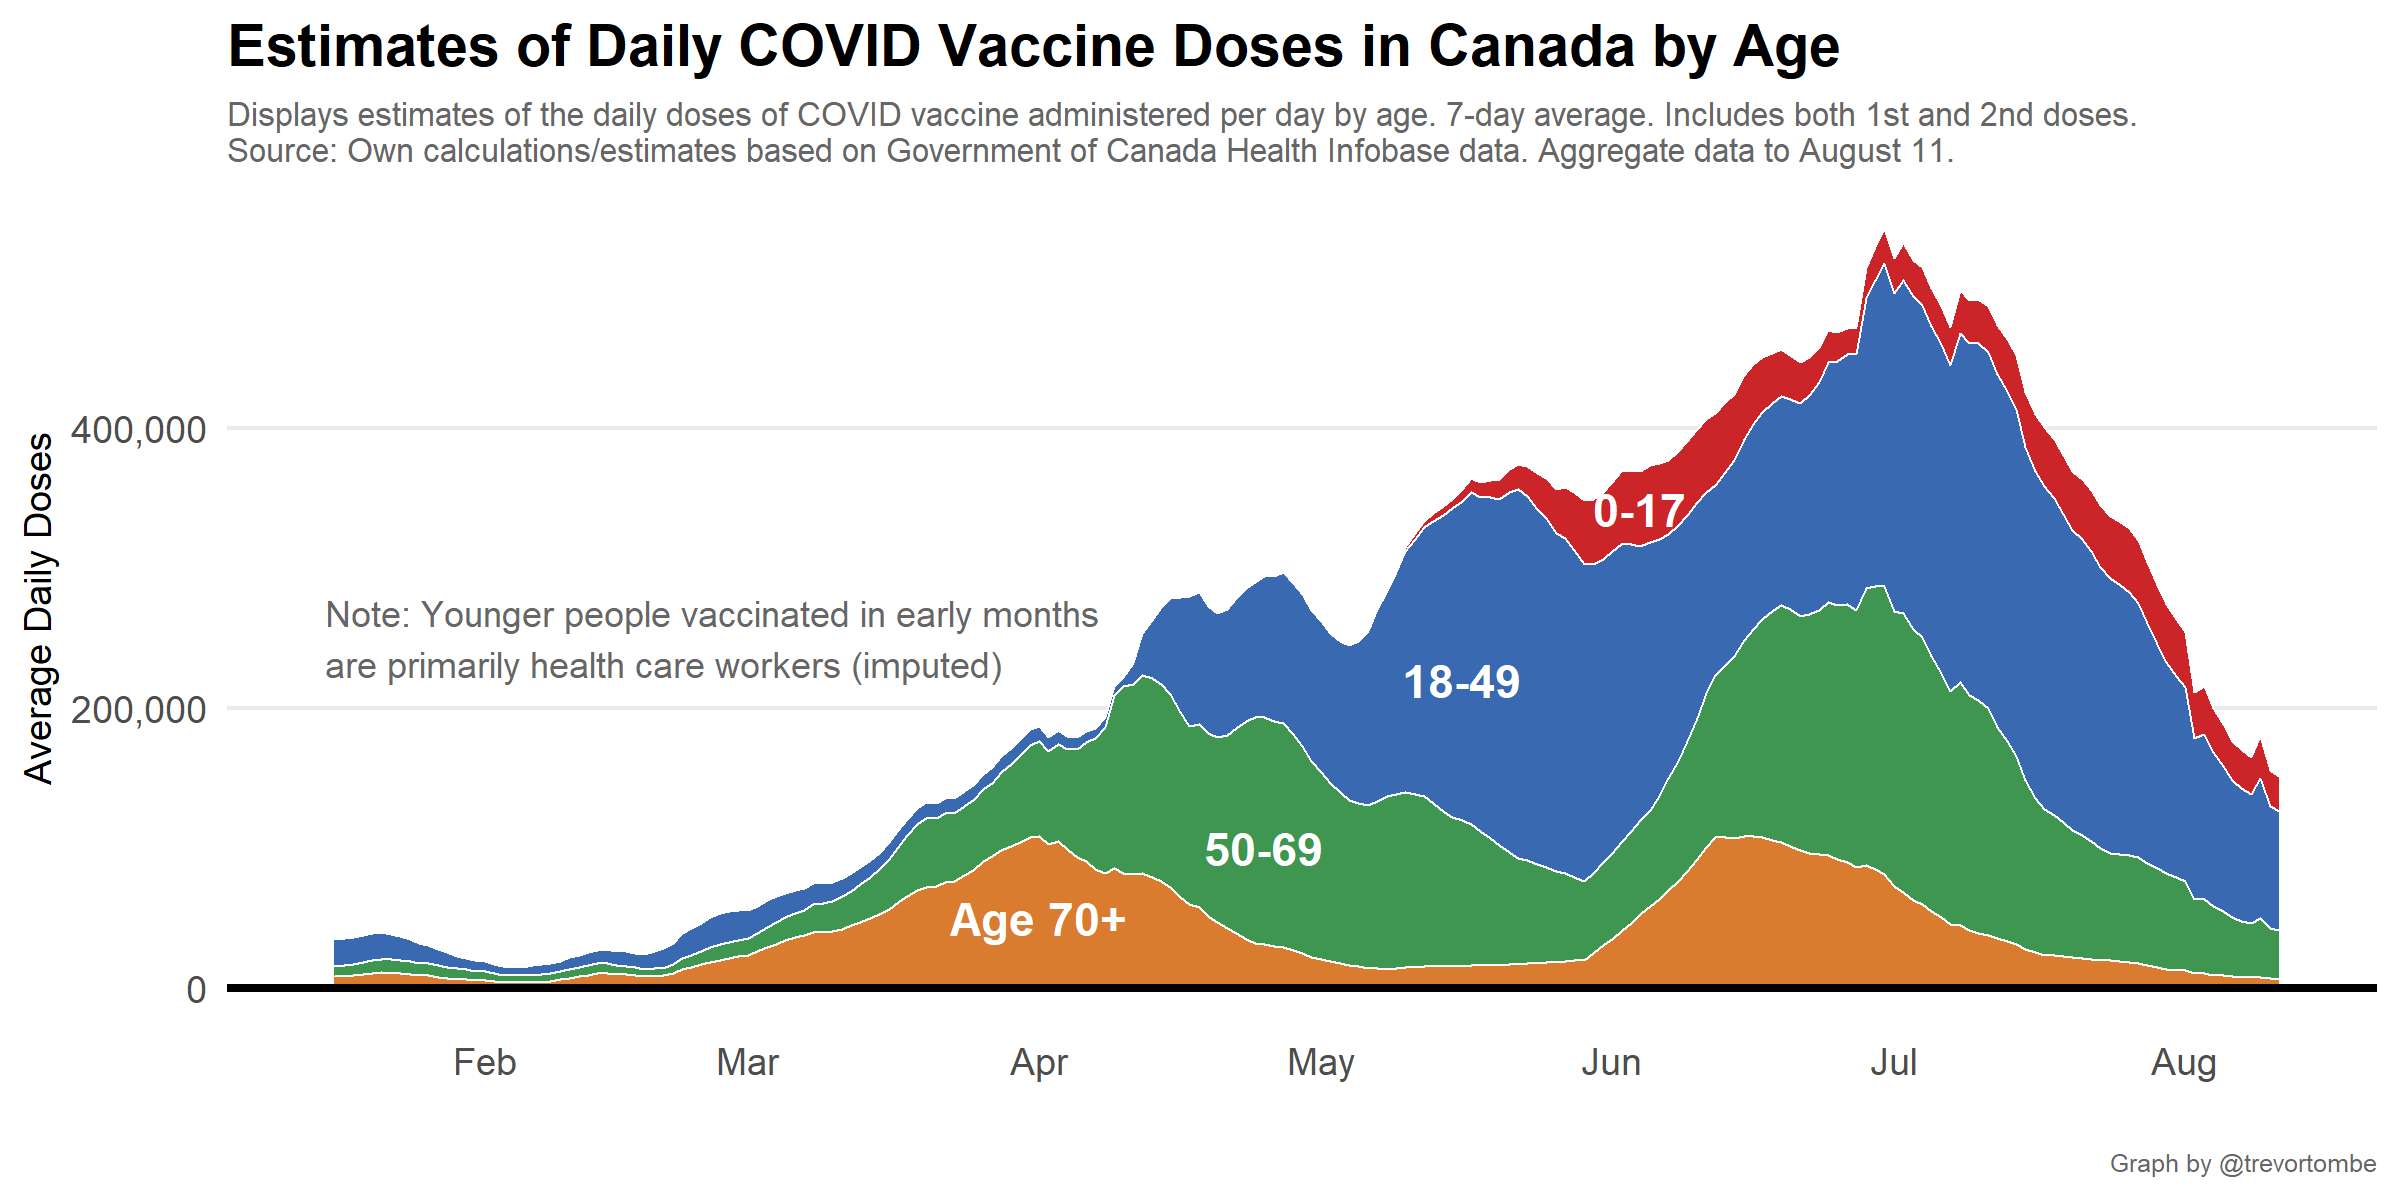 Estimates of Daily COVID Vaccine Doses in Canada by Age
Displays estimates of the daily doses of COVID vaccine administered per day by age. 7-day average. Includes both 1st and 2nd doses.
Source: Own calculations/estimates based on Government of Canada Health Infobase data. Aggregate data to August 11.
Average Daily Doses
400,000
200,000
0
Note: Younger people vaccinated in early months
are primarily health care workers (imputed)
0-17
18-49
50-69
Age 70+
Feb
Mar
Apr
May
Jun
Jul
Aug
Graph by @trevortombe